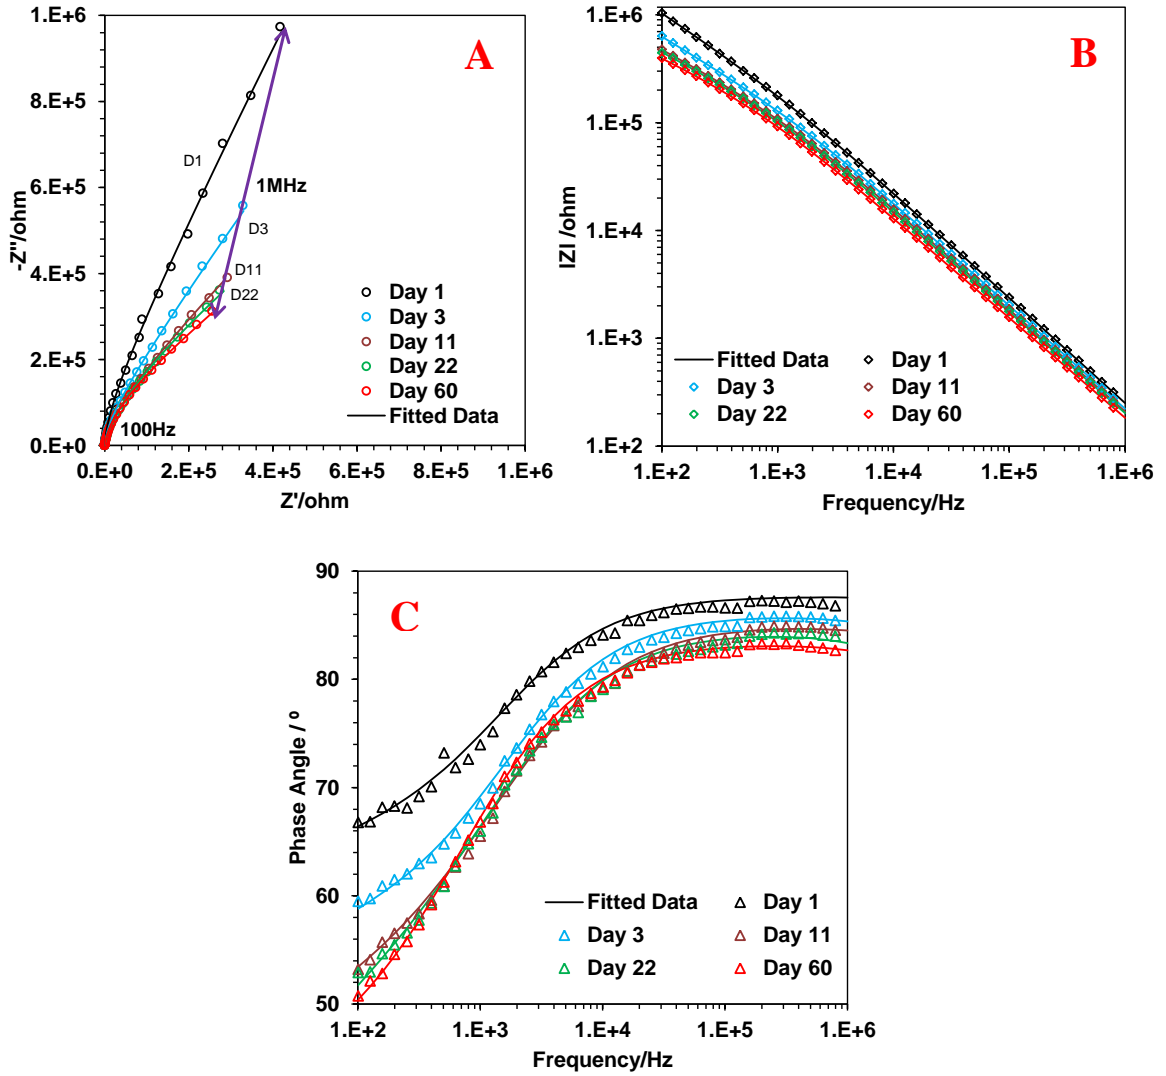 A
1.E+6
8.E+5
6.E+5
4.E+5
2.E+5
0.E+0
-Z''/ohm
D1
1MHz
D3
D11
D22
100Hz
Day 1
Day 3
Day 11
Day 22
Day 60
Fitted Data
0.E+0 2.E+5 4.E+5 6.E+5 8.E+5 1.E+6
Z'/ohm
B
1.E+6
1.E+5
1.E+4
1.E+3
1.E+2
IZI /ohm
Fitted Data Day 1
Day 3 Day 11
Day 22 Day 60
1.E+2 1.E+3 1.E+4 1.E+5 1.E+6
Frequency/Hz
C
90
80
70
60
50
Phase Angle / º
Fitted Data Day 1
Day 3 Day 11
Day 22 Day 60
1.E+2 1.E+3 1.E+4 1.E+5 1.E+6
Frequency/Hz